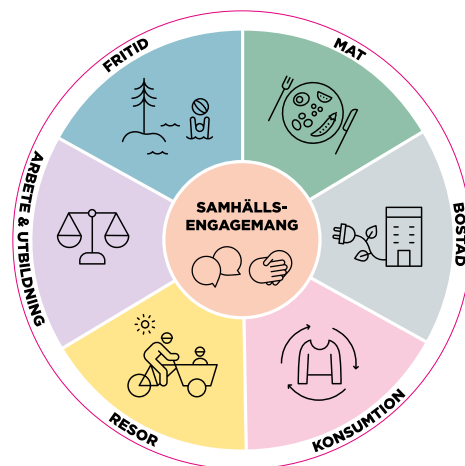 FRITID
MAT
ARBETE & UTBILDNING
SAMHÄLLS-
ENGAGEMANG
BOSTAD
RESOR
KONSUMTION